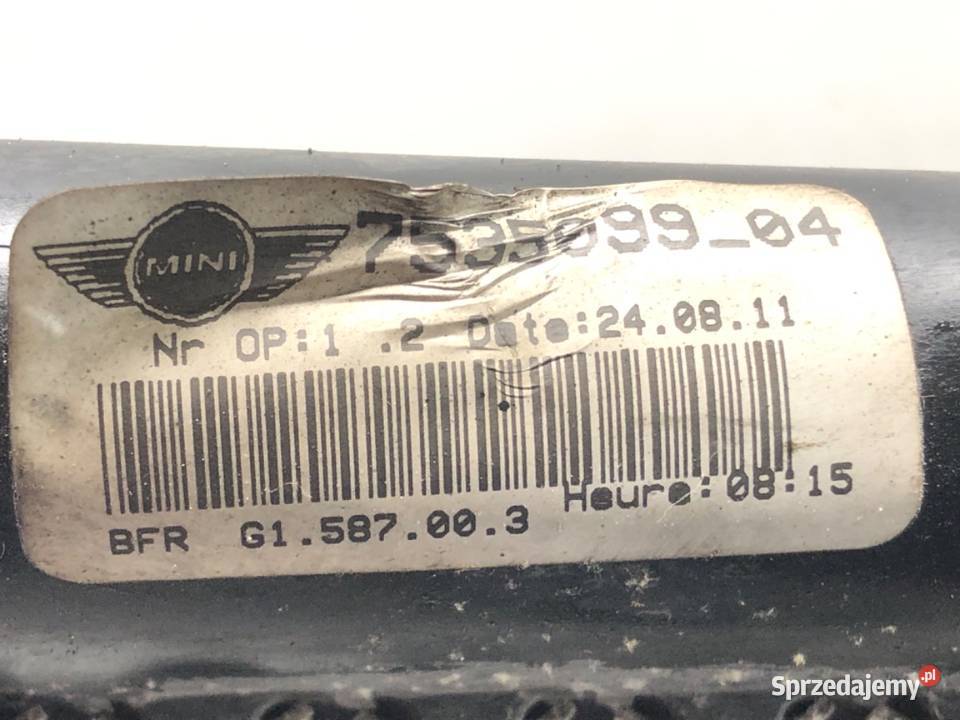 MINI
7535099_04
Nr OP:1 .2 Date:24.08.11
Heure:08:15
BFR G1.587.00.3
Sprzedajemy.pl